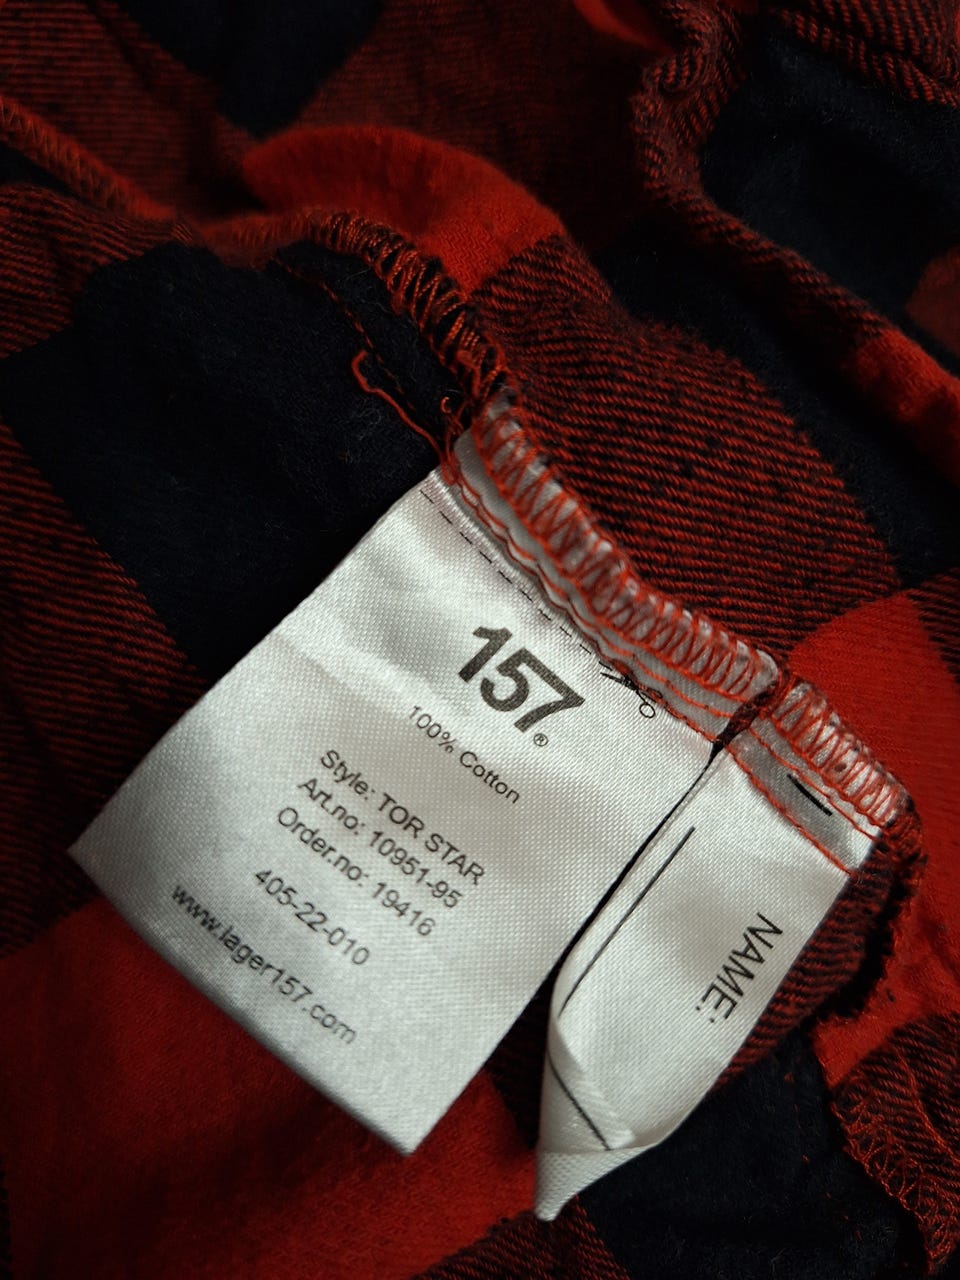 157®
100% Cotton
Style: TOR STAR
Art.no: 10951-95
Order.no: 19416
405-22-010
www.lager157.com
NAME: